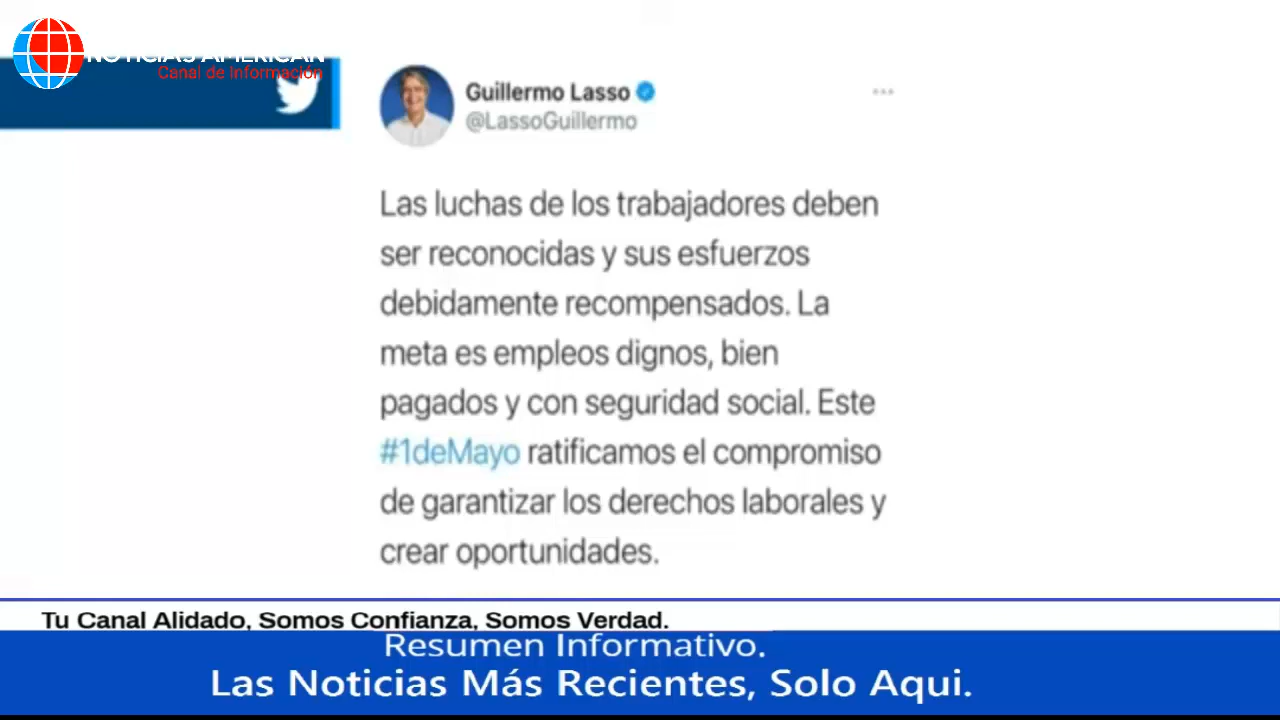 NOTICIAS AMERICAN
Canal de Información
Guillermo Lasso
@LassoGuillermo
Las luchas de los trabajadores deben
ser reconocidas y sus esfuerzos
debidamente recompensados. La
meta es empleos dignos, bien
pagados y con seguridad social. Este
#1deMayo ratificamos el compromiso
de garantizar los derechos laborales y
crear oportunidades.
Tu Canal Alidado, Somos Confianza, Somos Verdad.
Resumen Informativo.
Las Noticias Más Recientes, Solo Aqui.